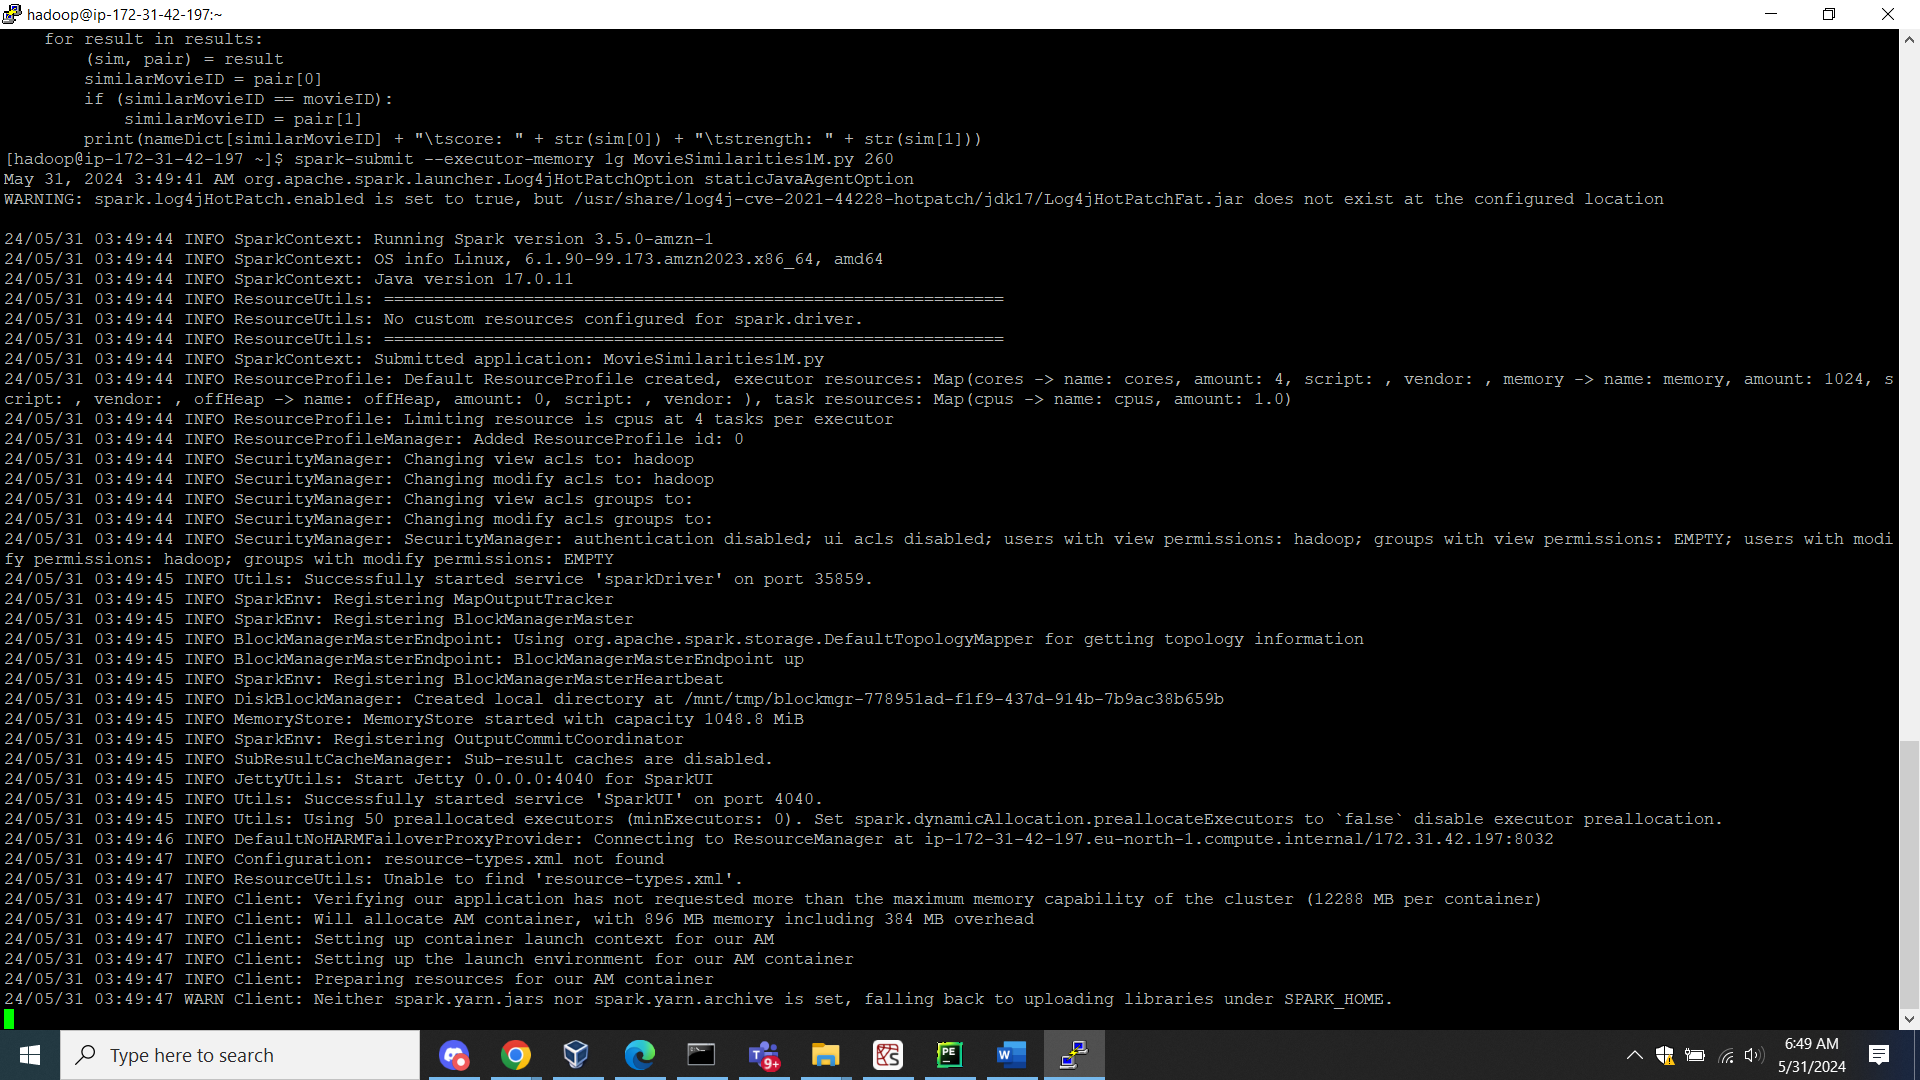 hadoop@ip-172-31-42-197:~
    for result in results:
        (sim, pair) = result
        similarMovieID = pair[0]
        if (similarMovieID == movieID):
            similarMovieID = pair[1]
        print(nameDict[similarMovieID] + "\tscore: " + str(sim[0]) + "\tstrength: " + str(sim[1]))
[hadoop@ip-172-31-42-197 ~]$ spark-submit --executor-memory 1g MovieSimilarities1M.py 260
May 31, 2024 3:49:41 AM org.apache.spark.launcher.Log4jHotPatchOption staticJavaAgentOption
WARNING: spark.log4jHotPatch.enabled is set to true, but /usr/share/log4j-cve-2021-44228-hotpatch/jdk17/Log4jHotPatchFat.jar does not exist at the configured location
24/05/31 03:49:44 INFO SparkContext: Running Spark version 3.5.0-amzn-1
24/05/31 03:49:44 INFO SparkContext: OS info Linux, 6.1.90-99.173.amzn2023.x86_64, amd64
24/05/31 03:49:44 INFO SparkContext: Java version 17.0.11
24/05/31 03:49:44 INFO ResourceUtils: ==============================================================
24/05/31 03:49:44 INFO ResourceUtils: No custom resources configured for spark.driver.
24/05/31 03:49:44 INFO ResourceUtils: ==============================================================
24/05/31 03:49:44 INFO SparkContext: Submitted application: MovieSimilarities1M.py
24/05/31 03:49:44 INFO ResourceProfile: Default ResourceProfile created, executor resources: Map(cores -> name: cores, amount: 4, script: , vendor: , memory -> name: memory, amount: 1024, s
cript: , vendor: , offHeap -> name: offHeap, amount: 0, script: , vendor: ), task resources: Map(cpus -> name: cpus, amount: 1.0)
24/05/31 03:49:44 INFO ResourceProfile: Limiting resource is cpus at 4 tasks per executor
24/05/31 03:49:44 INFO ResourceProfileManager: Added ResourceProfile id: 0
24/05/31 03:49:44 INFO SecurityManager: Changing view acls to: hadoop
24/05/31 03:49:44 INFO SecurityManager: Changing modify acls to: hadoop
24/05/31 03:49:44 INFO SecurityManager: Changing view acls groups to:
24/05/31 03:49:44 INFO SecurityManager: Changing modify acls groups to:
24/05/31 03:49:44 INFO SecurityManager: SecurityManager: authentication disabled; ui acls disabled; users with view permissions: hadoop; groups with view permissions: EMPTY; users with modi
fy permissions: hadoop; groups with modify permissions: EMPTY
24/05/31 03:49:45 INFO Utils: Successfully started service 'sparkDriver' on port 35859.
24/05/31 03:49:45 INFO SparkEnv: Registering MapOutputTracker
24/05/31 03:49:45 INFO SparkEnv: Registering BlockManagerMaster
24/05/31 03:49:45 INFO BlockManagerMasterEndpoint: Using org.apache.spark.storage.DefaultTopologyMapper for getting topology information
24/05/31 03:49:45 INFO BlockManagerMasterEndpoint: BlockManagerMasterEndpoint up
24/05/31 03:49:45 INFO SparkEnv: Registering BlockManagerMasterHeartbeat
24/05/31 03:49:45 INFO DiskBlockManager: Created local directory at /mnt/tmp/blockmgr-778951ad-f1f9-437d-914b-7b9ac38b659b
24/05/31 03:49:45 INFO MemoryStore: MemoryStore started with capacity 1048.8 MiB
24/05/31 03:49:45 INFO SparkEnv: Registering OutputCommitCoordinator
24/05/31 03:49:45 INFO SubResultCacheManager: Sub-result caches are disabled.
24/05/31 03:49:45 INFO JettyUtils: Start Jetty 0.0.0.0:4040 for SparkUI
24/05/31 03:49:45 INFO Utils: Successfully started service 'SparkUI' on port 4040.
24/05/31 03:49:45 INFO Utils: Using 50 preallocated executors (minExecutors: 0). Set spark.dynamicAllocation.preallocateExecutors to `false` disable executor preallocation.
24/05/31 03:49:46 INFO DefaultNoHARMFailoverProxyProvider: Connecting to ResourceManager at ip-172-31-42-197.eu-north-1.compute.internal/172.31.42.197:8032
24/05/31 03:49:47 INFO Configuration: resource-types.xml not found
24/05/31 03:49:47 INFO ResourceUtils: Unable to find 'resource-types.xml'.
24/05/31 03:49:47 INFO Client: Verifying our application has not requested more than the maximum memory capability of the cluster (12288 MB per container)
24/05/31 03:49:47 INFO Client: Will allocate AM container, with 896 MB memory including 384 MB overhead
24/05/31 03:49:47 INFO Client: Setting up container launch context for our AM
24/05/31 03:49:47 INFO Client: Setting up the launch environment for our AM container
24/05/31 03:49:47 INFO Client: Preparing resources for our AM container
24/05/31 03:49:47 WARN Client: Neither spark.yarn.jars nor spark.yarn.archive is set, falling back to uploading libraries under SPARK_HOME.
Type here to search
9+
PE
W
6:49 AM
5/31/2024